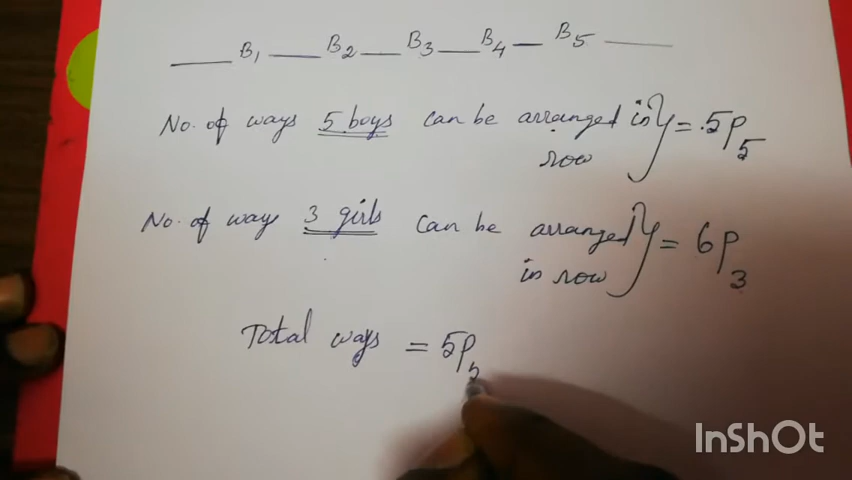 ___ B1 ___ B2 ___ B3 ___ B4 ___ B5 ___
No. of ways 5 boys can be arranged in } = 5P5
row
No. of way 3 girls can be arranged } = 6P3
in row
Total ways = 5P5
InShOt